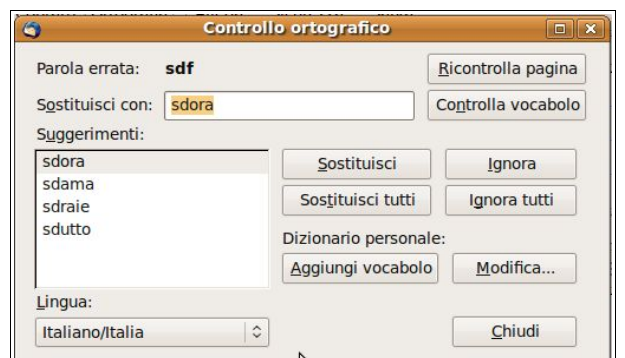 Controllo ortografico
Parola errata: sdf
Ricontrolla pagina
Sostituisci con: sdora
Controlla vocabolo
Suggerimenti:
sdora
sdama
sdraie
sdutto
Sostituisci
Ignora
Sostituisci tutti
Ignora tutti
Dizionario personale:
Aggiungi vocabolo
Modifica...
Lingua:
Italiano/Italia
Chiudi